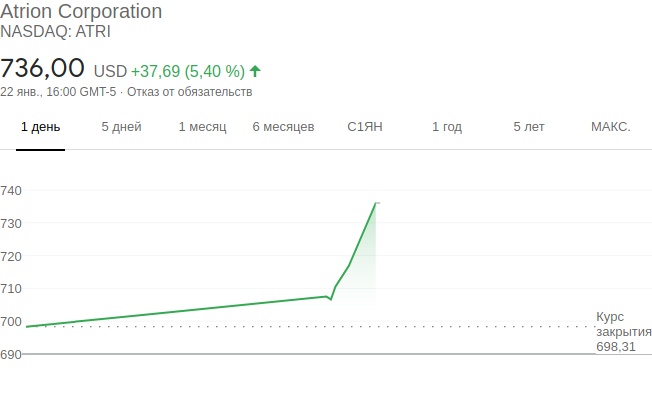 Atrion Corporation
NASDAQ: ATRI
736,00 USD +37,69 (5,40 %)
22 янв., 16:00 GMT-5 · Отказ от обязательств
1 день 5 дней 1 месяц 6 месяцев С1ЯН 1 год 5 лет МАКС.
740
730
720
710
700
690
Курс
закрытия
698,31